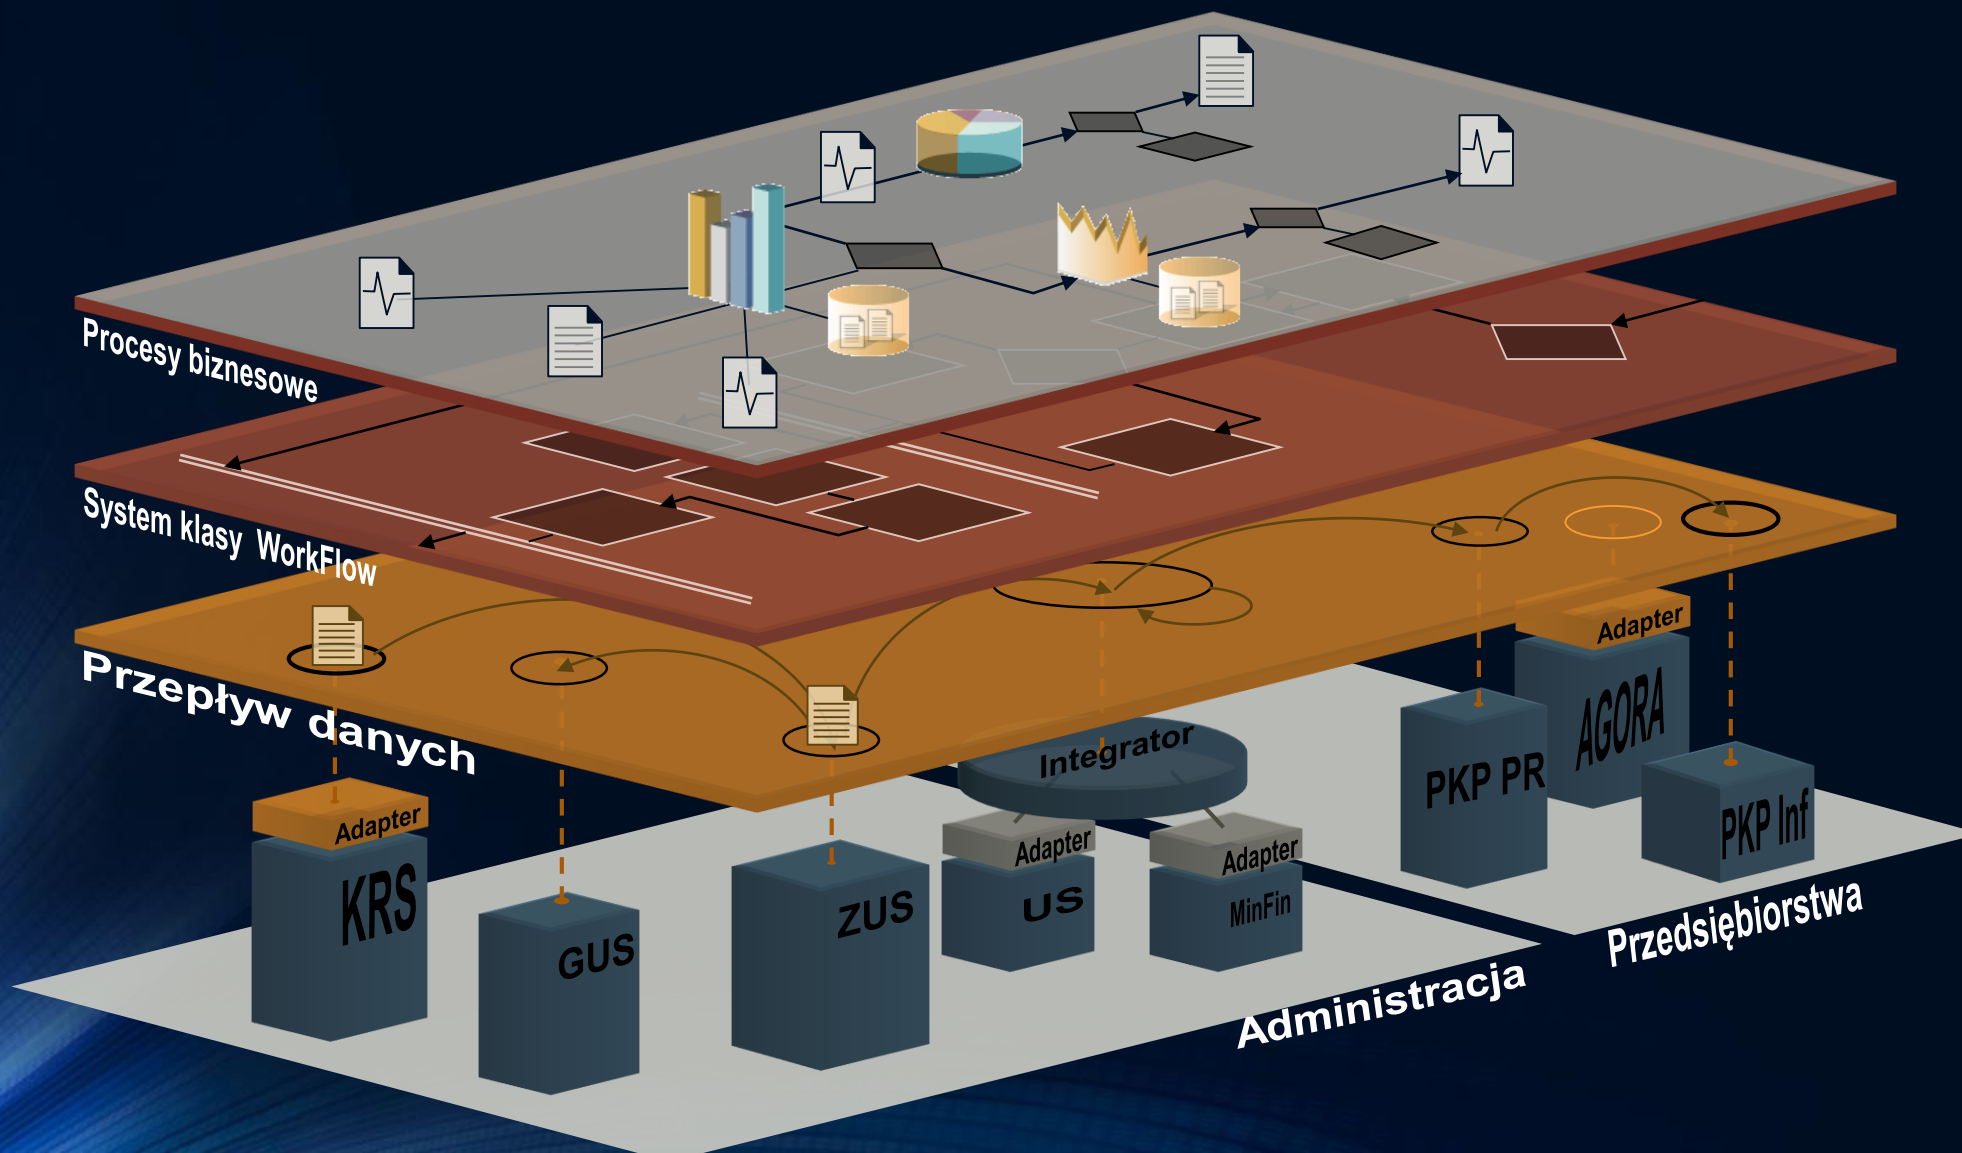 Procesy biznesowe
System klasy WorkFlow
Przepływ danych
Adapter
AGORA
Integrator
PKP PR
PKP Inf
Adapter
KRS
GUS
ZUS
Adapter
US
Adapter
MinFin
Przedsiębiorstwa
Administracja